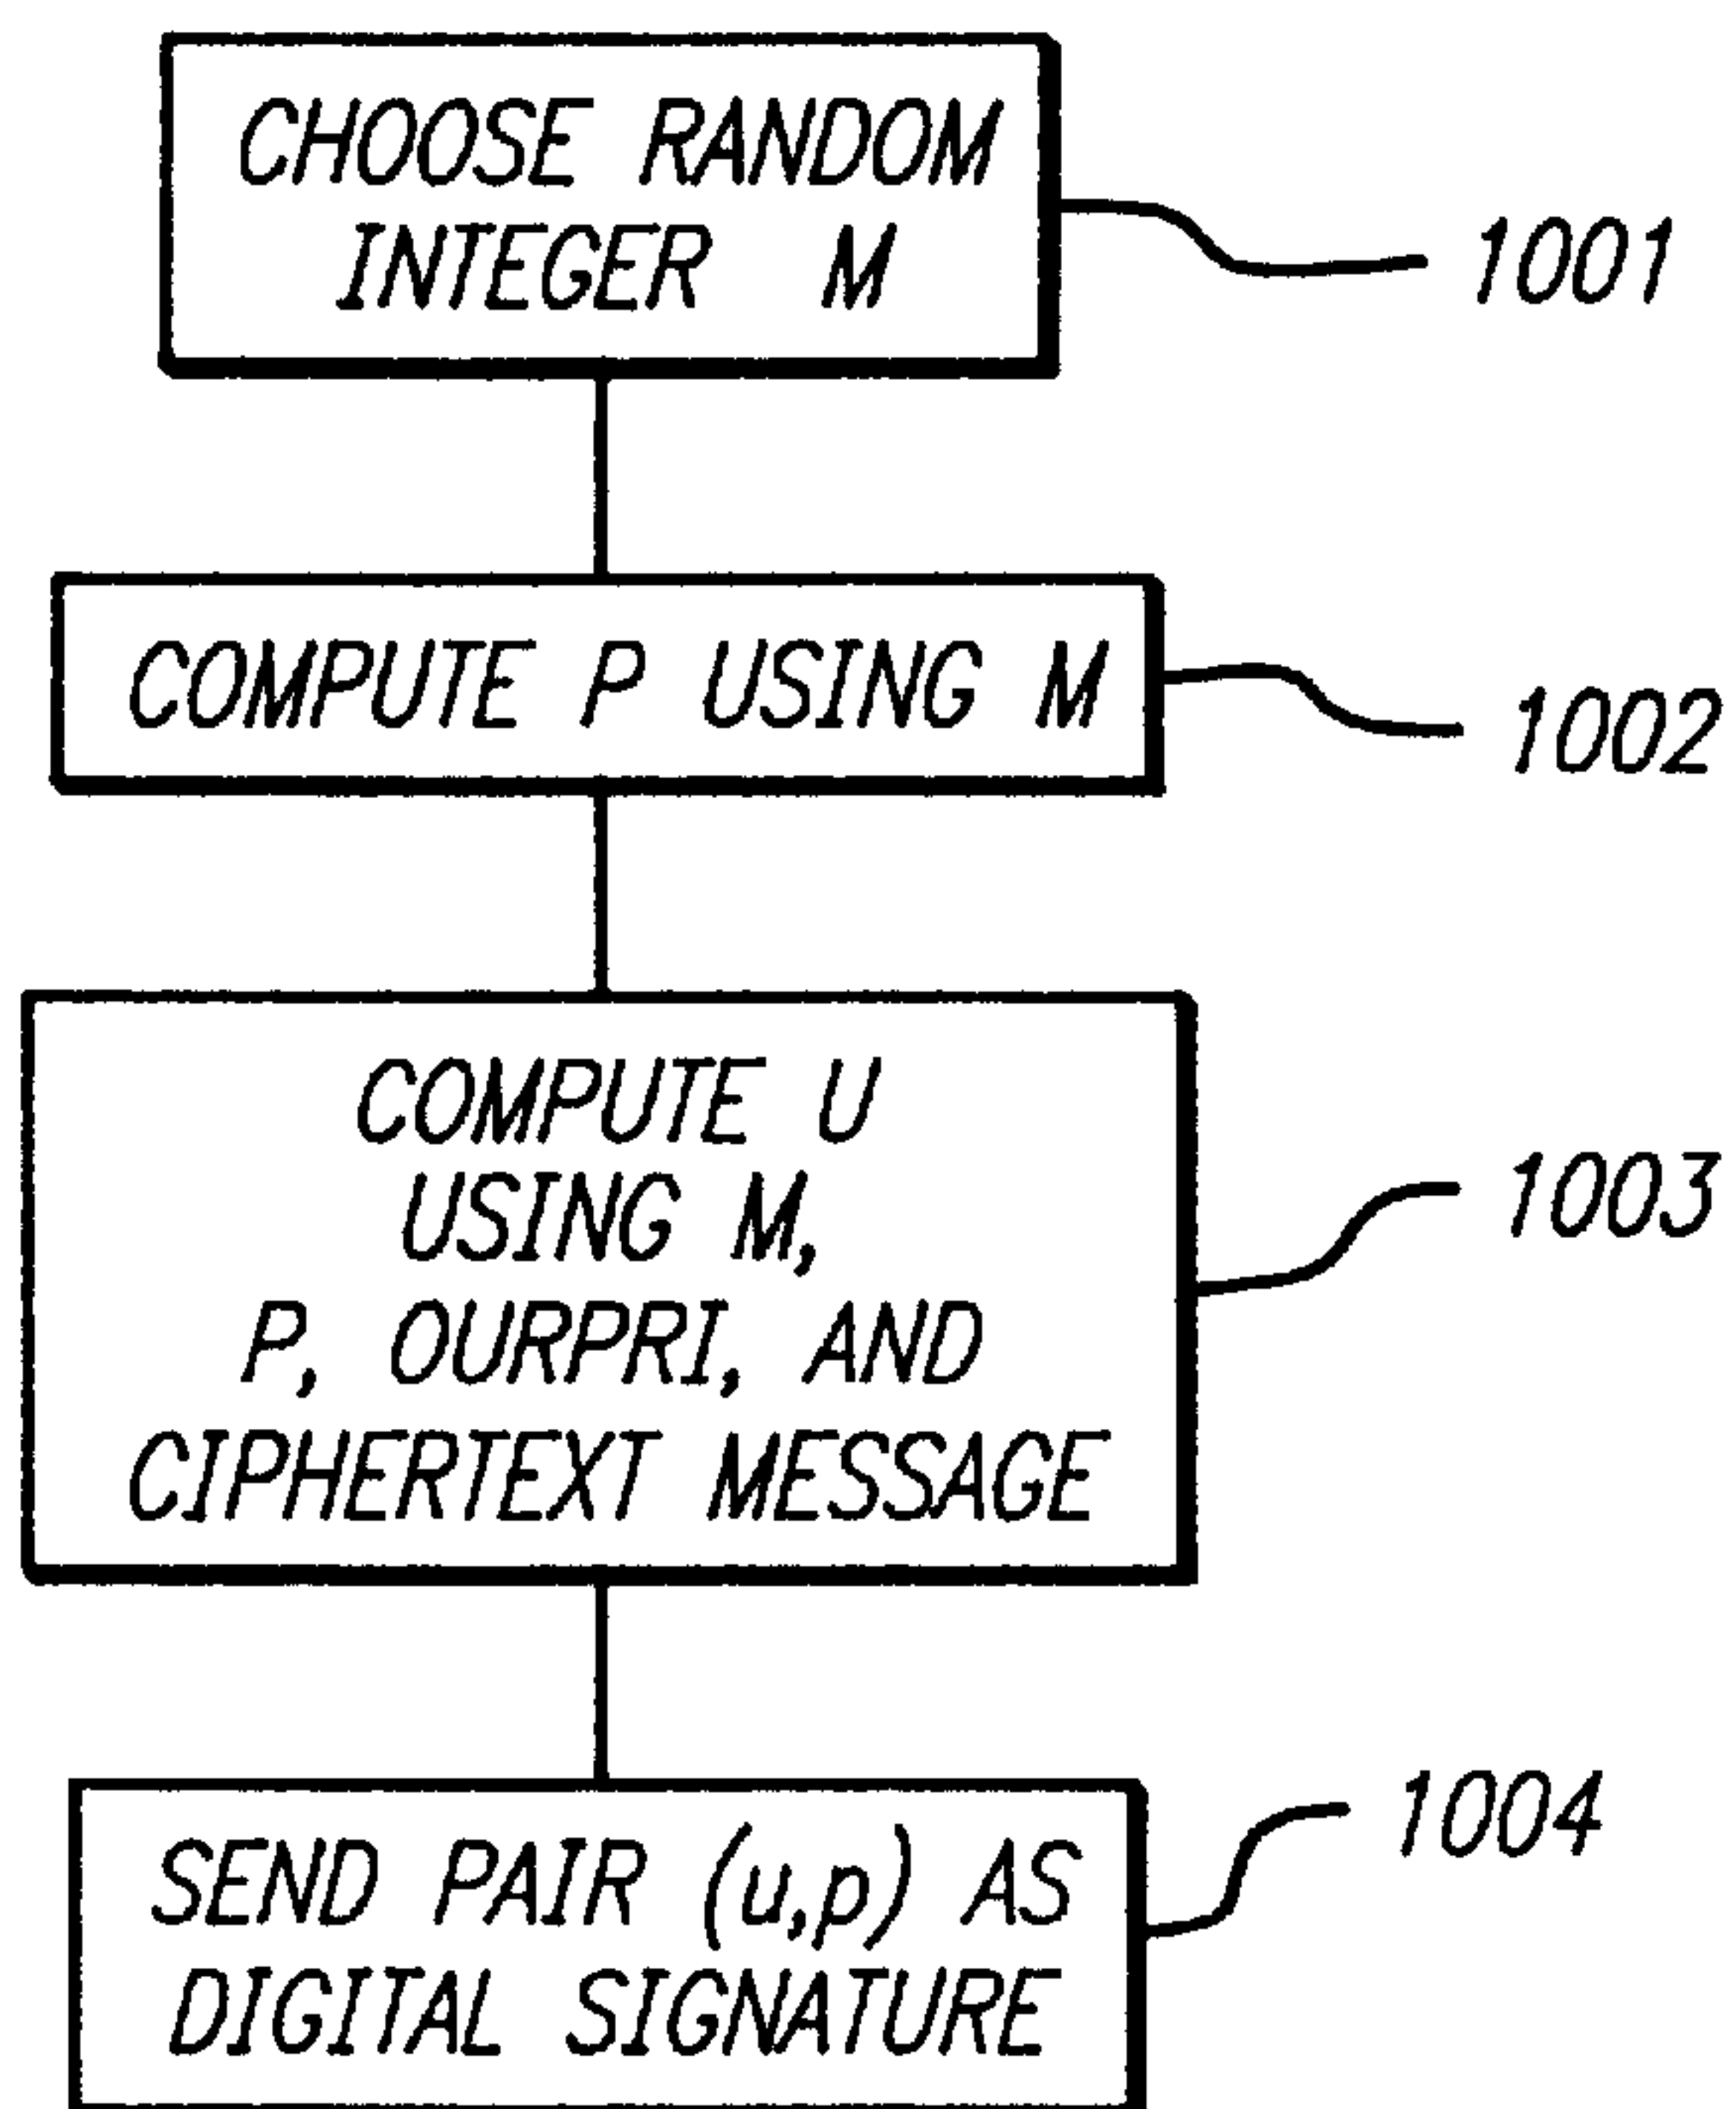 CHOOSE RANDOM
INTEGER M
1001
COMPUTE P USING M
1002
COMPUTE U
USING M,
P, OURPRI, AND
CIPHERTEXT MESSAGE
1003
SEND PAIR (u,p) AS
DIGITAL SIGNATURE
1004